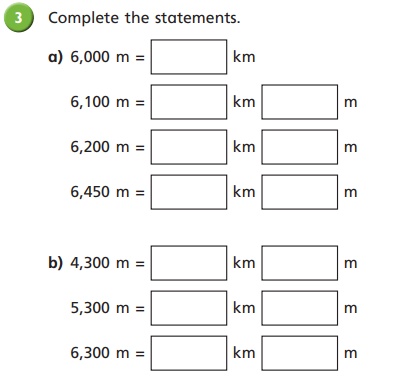 3 Complete the statements.
a) 6,000 m = km
6,100 m = km m
6,200 m = km m
6,450 m = km m
b) 4,300 m = km m
5,300 m = km m
6,300 m = km m